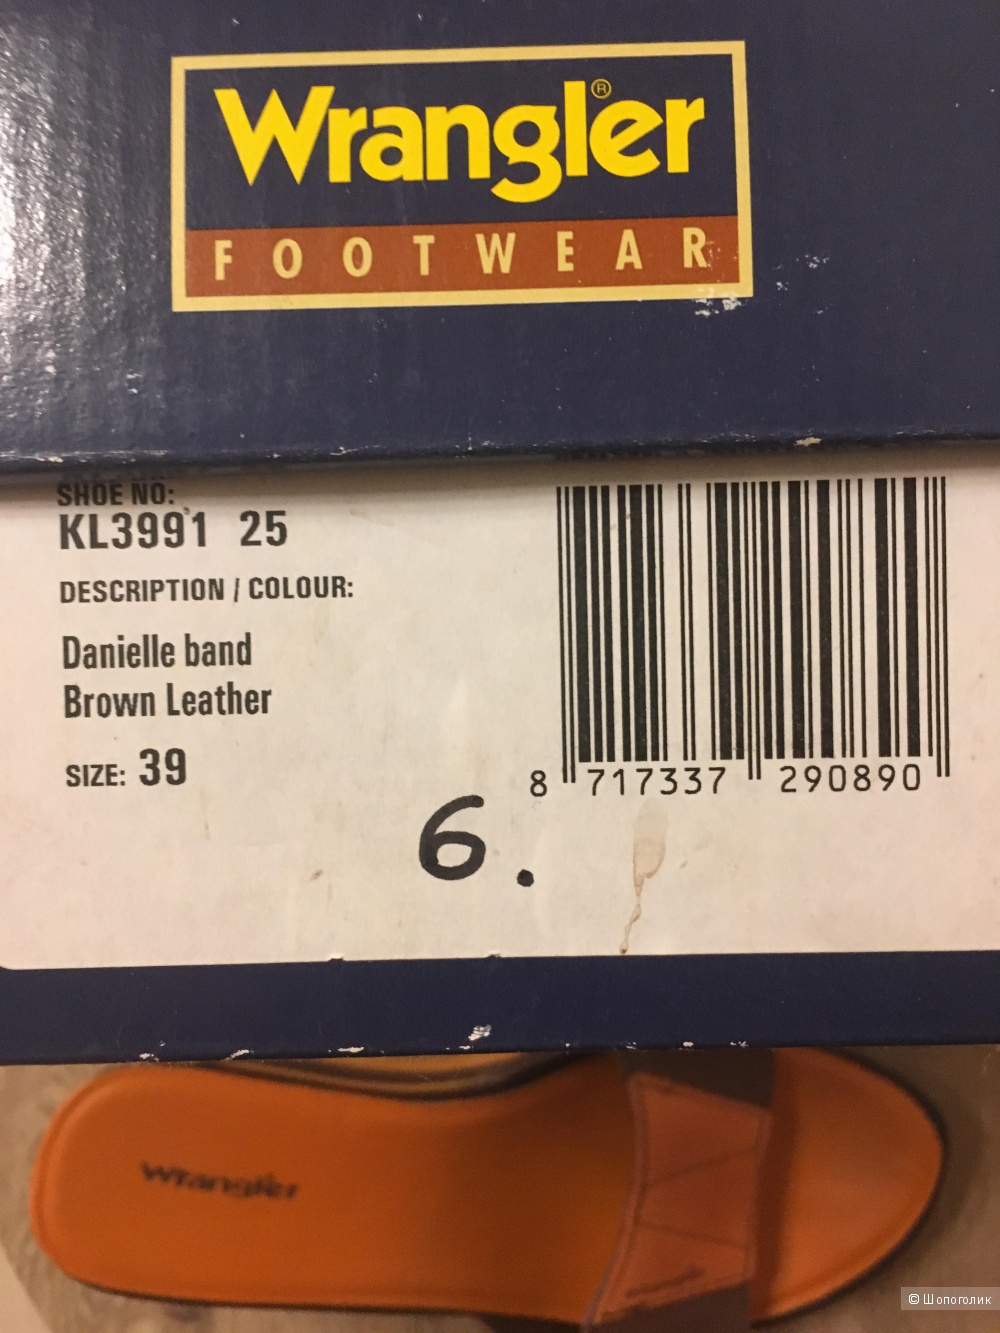 Wrangler®
FOOTWEAR
SHOE NO:
KL3991 25
DESCRIPTION / COLOUR:
Danielle band
Brown Leather
SIZE: 39
8 717337 290890
6.
Wrangler
© Шопоголик